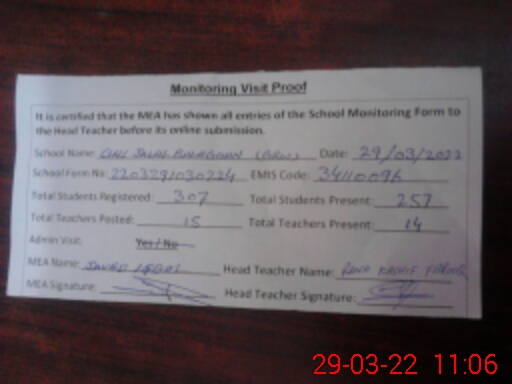 Monitoring Visit Proof
It is certified that the MEA has shown all entries of the School Monitoring Form to
the Head Teacher before its online submission.
School Name: Date: 29/03/2022
School Form No: 2203291030224 EMIS Code: 34110096
Total Students Registered: 307 Total Students Present: 257
Total Teachers Posted: 15 Total Teachers Present: 14
Admin Visit: Yes / No
MEA Name: Javed Iqbal Head Teacher Name:
MEA Signature: Head Teacher Signature:
29-03-22 11:06